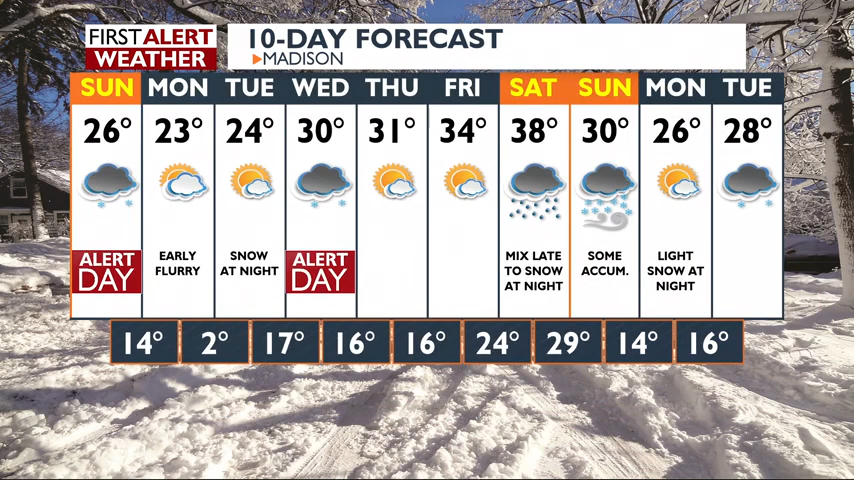 FIRST ALERT
WEATHER
10-DAY FORECAST
MADISON
SUN MON TUE WED THU FRI SAT SUN MON TUE
26° 23° 24° 30° 31° 34° 38° 30° 26° 28°
ALERT
DAY
EARLY
FLURRY
SNOW
AT NIGHT
ALERT
DAY
MIX LATE
TO SNOW
AT NIGHT
SOME
ACCUM.
LIGHT
SNOW AT
NIGHT
14° 2° 17° 16° 16° 24° 29° 14° 16°